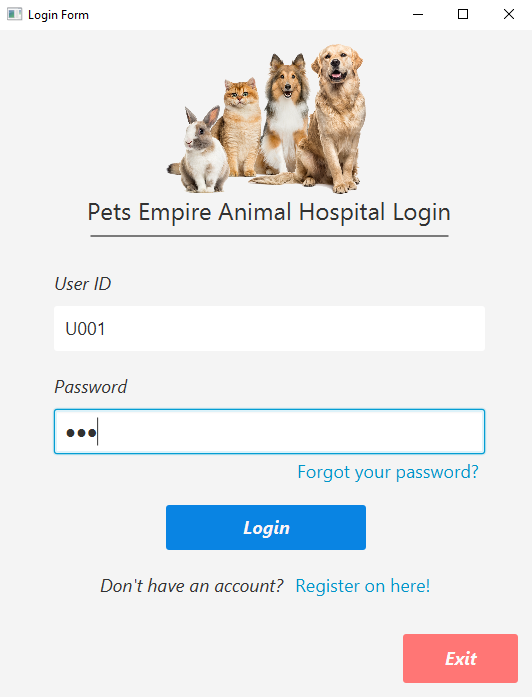 Login Form
Pets Empire Animal Hospital Login
User ID
U001
Password
●●●
Forgot your password?
Login
Don't have an account? Register on here!
Exit